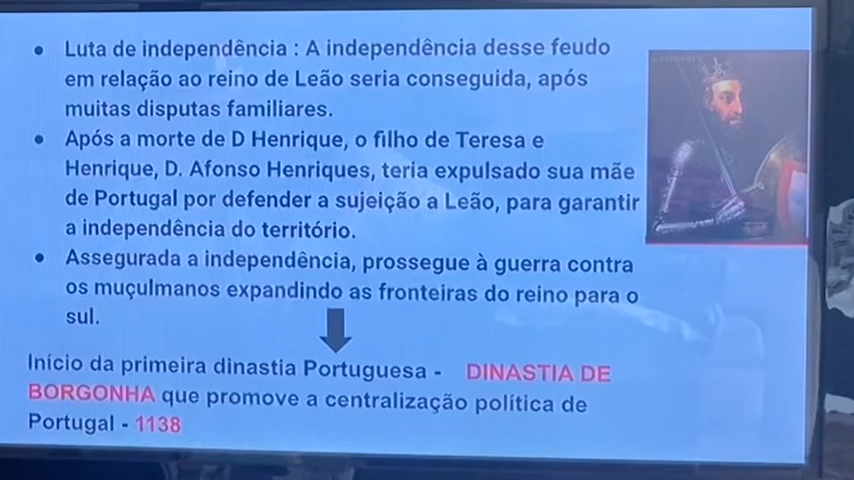 • Luta de independência : A independência desse feudo
em relação ao reino de Leão seria conseguida, após
muitas disputas familiares.
• Após a morte de D Henrique, o filho de Teresa e
Henrique, D. Afonso Henriques, teria expulsado sua mãe
de Portugal por defender a sujeição a Leão, para garantir
a independência do território.
• Assegurada a independência, prossegue à guerra contra
os muçulmanos expandindo as fronteiras do reino para o
sul.
Início da primeira dinastia Portuguesa - DINASTIA DE
BORGONHA que promove a centralização política de
Portugal - 1138